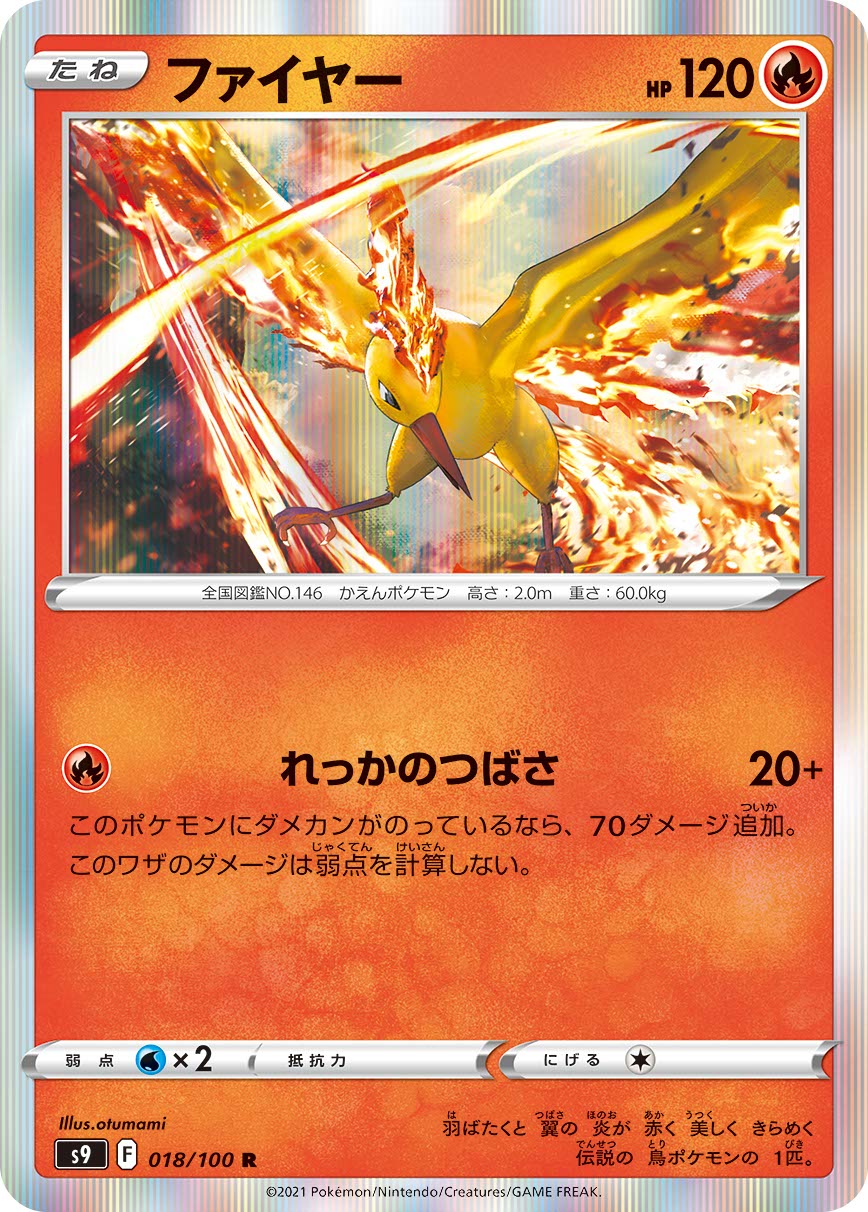 たね ファイヤー HP 120
全国図鑑NO.146 かえんポケモン 高さ:2.0m 重さ:60.0kg
れっかのつばさ 20+
このポケモンにダメカンがのっているなら、70ダメージ追加。
このワザのダメージは弱点を計算しない。
弱点 ×2 抵抗力 にげる
Illus.otumami
羽ばたくと 翼の 炎が 赤く 美しく きらめく
伝説の 鳥ポケモンの 1匹。
s9 F 018/100 R
©2021 Pokémon/Nintendo/Creatures/GAME FREAK.